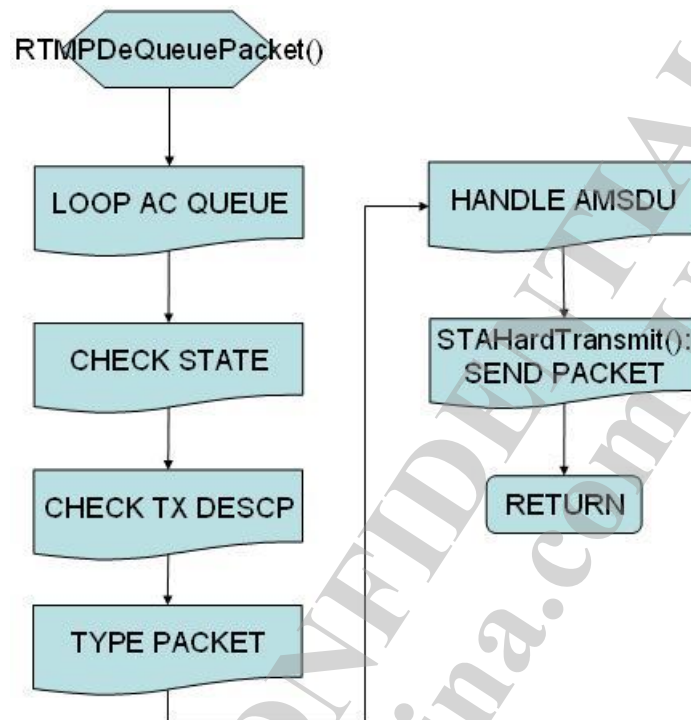 RTMPDeQueuePacket()
LOOP AC QUEUE
CHECK STATE
CHECK TX DESCP
TYPE PACKET
HANDLE AMSDU
STAHardTransmit():
SEND PACKET
RETURN